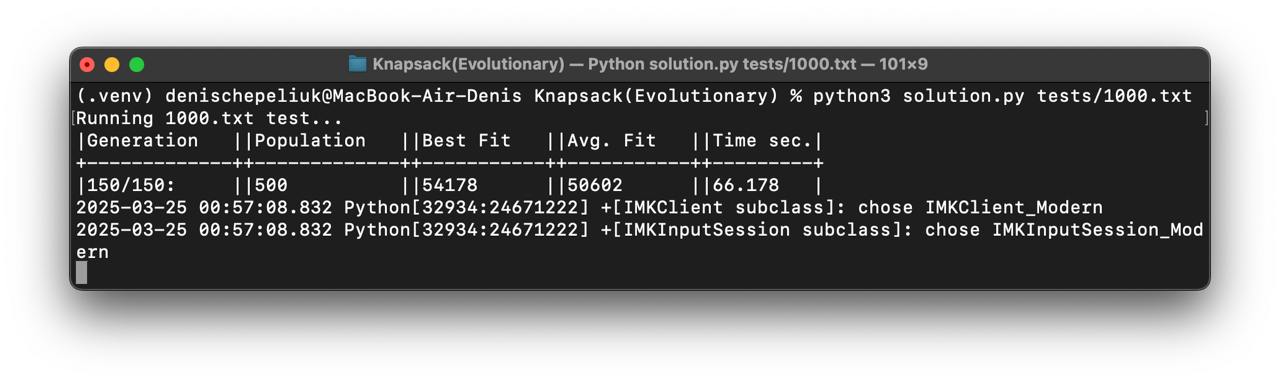 Knapsack(Evolutionary) — Python solution.py tests/1000.txt — 101×9
(.venv) denischepeliuk@MacBook-Air-Denis Knapsack(Evolutionary) % python3 solution.py tests/1000.txt
[Running 1000.txt test... ]
|Generation   ||Population   ||Best Fit   ||Avg. Fit   ||Time sec.|
+-------------++-------------++-----------++-----------++---------+
|150/150:     ||500          ||54178      ||50602      ||66.178   |
2025-03-25 00:57:08.832 Python[32934:24671222] +[IMKClient subclass]: chose IMKClient_Modern
2025-03-25 00:57:08.832 Python[32934:24671222] +[IMKInputSession subclass]: chose IMKInputSession_Mod
ern